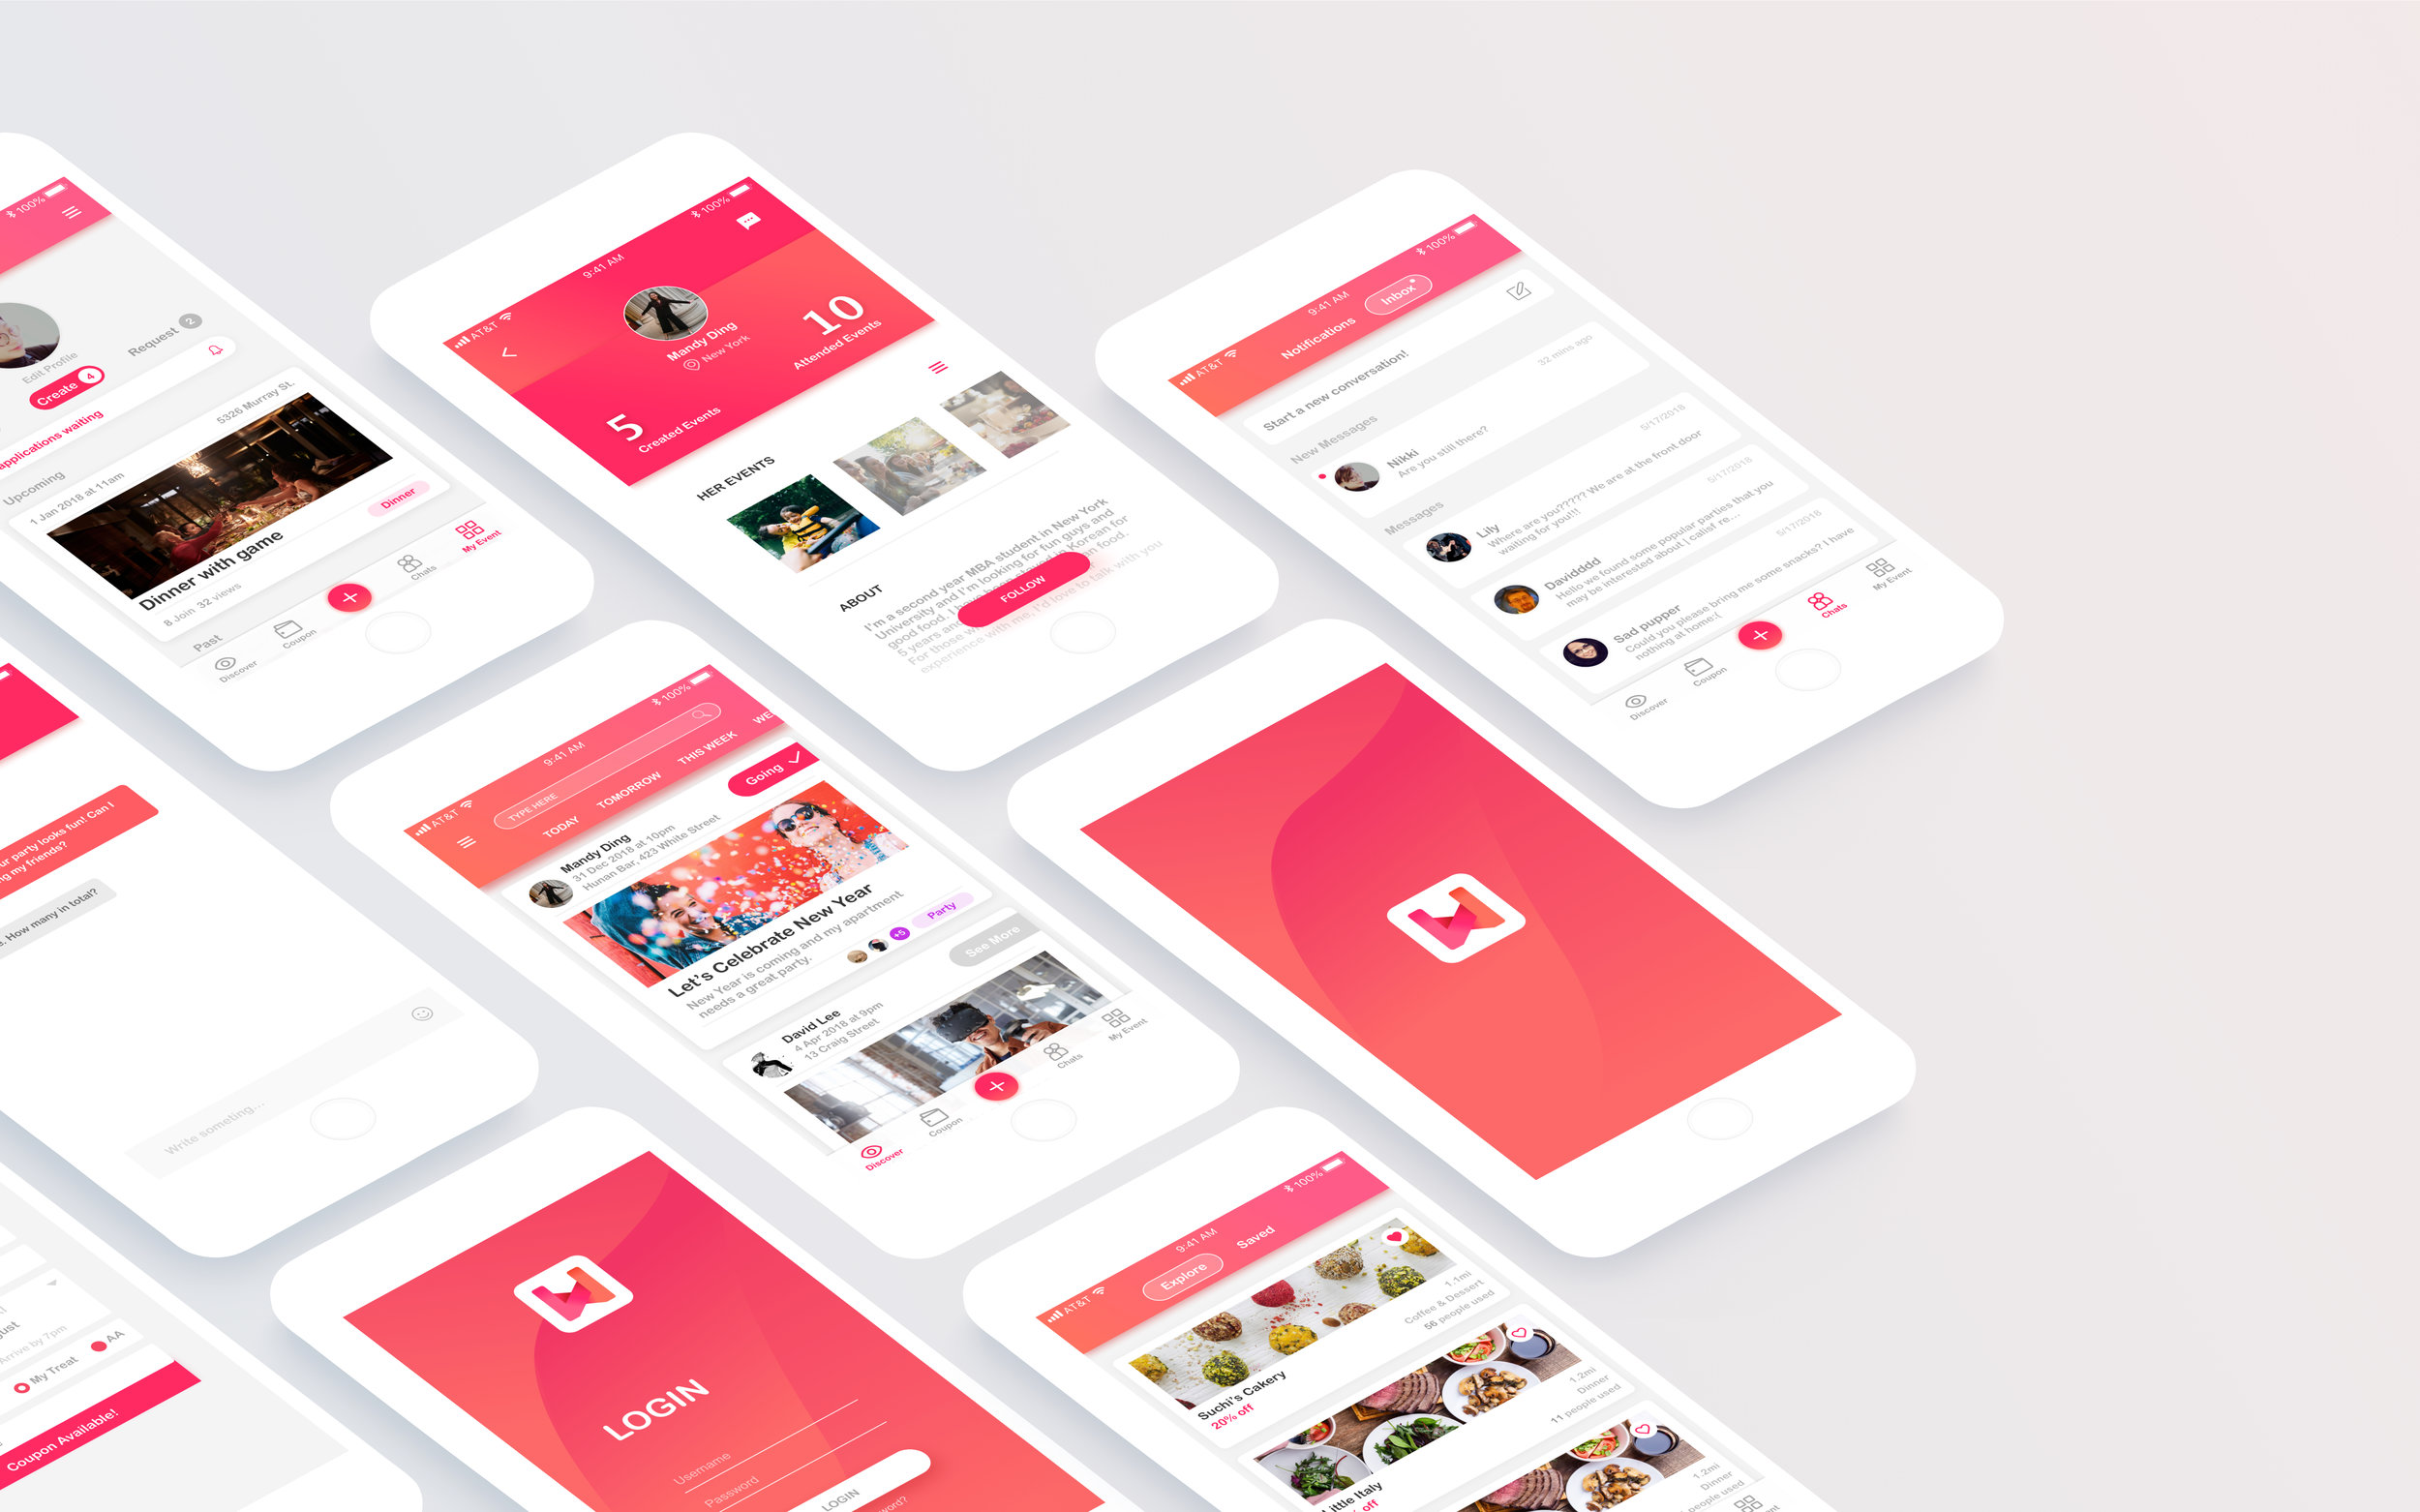 100%
Edit Profile
Create 4
Request 2
applications waiting
Upcoming
1 Jan 2018 at 11am
5326 Murray St.
Dinner with game
Dinner
8 Join 32 views
Past
Discover
Coupon
Chats
My Event
AT&T
9:41 AM
100%
Mandy Ding
New York
10
Attended Events
5
Created Events
HER EVENTS
ABOUT
I'm a second year MBA student in New York
University and I'm looking for fun guys and
good food. I have been played in Korean for
5 years and food.
For those I'd love to talk with you
experience with me,
FOLLOW
AT&T
9:41 AM
100%
Notifications
Inbox
Start a new conversation!
New Messages
Nikki
32 mins ago
Are you still there?
Messages
Lily
5/17/2018
Where are you????? We are at the front door
waiting for you!!!
Davidddd
5/17/2018
Hello we found some popular parties that you
may be interested about
Sad pupper
5/17/2018
Could you please bring me some snacks? I have
nothing at home:(
Discover
Coupon
Chats
My Event
ur party looks fun! Can I
ng my friends?
e. How many in total?
Write someting...
AT&T
9:41 AM
100%
TYPE HERE
TODAY
TOMORROW
THIS WEEK
WE
Mandy Ding
31 Dec 2018 at 10pm
Hunan Bar, 423 White Street
Going
Let's Celebrate New Year
New Year is coming and my apartment
needs a great party.
+5
Party
David Lee
4 Apr 2018 at 9pm
13 Craig Street
See More
Discover
Coupon
Chats
My Event
gust
Arrive by 7pm
My Treat
AA
Coupon Available!
LOGIN
Username
Password
LOGIN
word?
AT&T
9:41 AM
100%
Explore
Saved
Suchi's Cakery
20% off
1.1mi
Coffee & Dessert
56 people used
Little Italy
% off
1.2mi
Dinner
11 people used
1.2mi
Dinner
people used